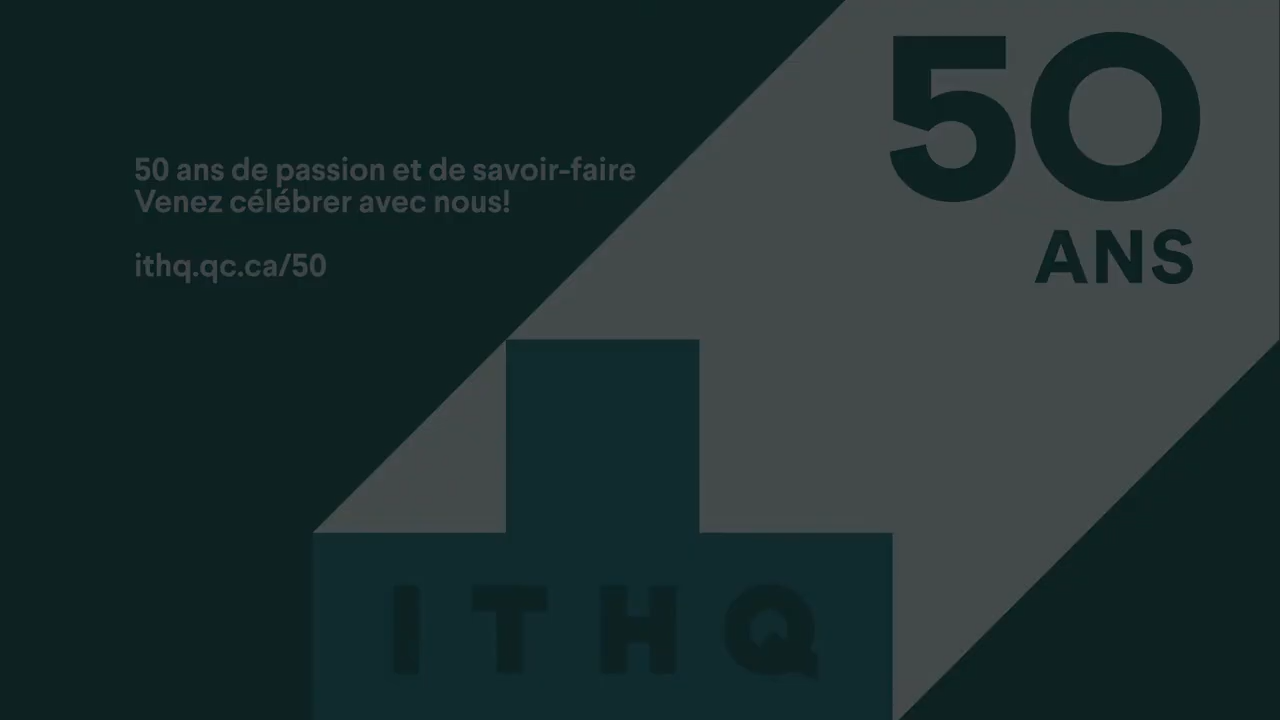 50 ANS
50 ans de passion et de savoir-faire
Venez célébrer avec nous!
ithq.qc.ca/50
ITHQ